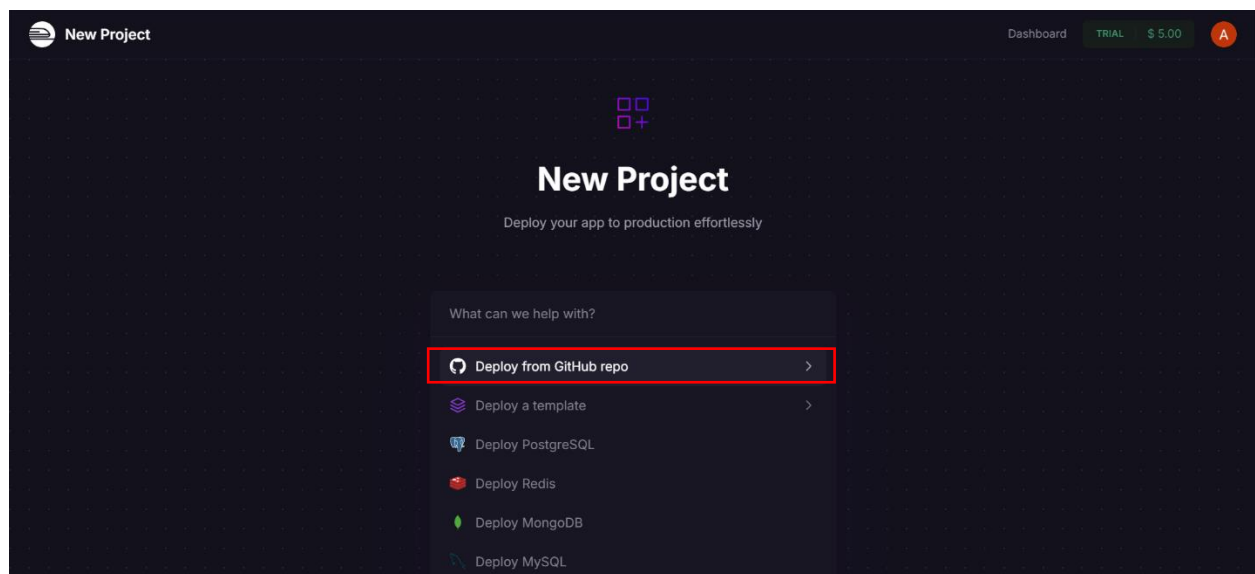 New Project
Dashboard
TRIAL $ 5.00
A
New Project
Deploy your app to production effortlessly
What can we help with?
Deploy from GitHub repo
Deploy a template
Deploy PostgreSQL
Deploy Redis
Deploy MongoDB
Deploy MySQL